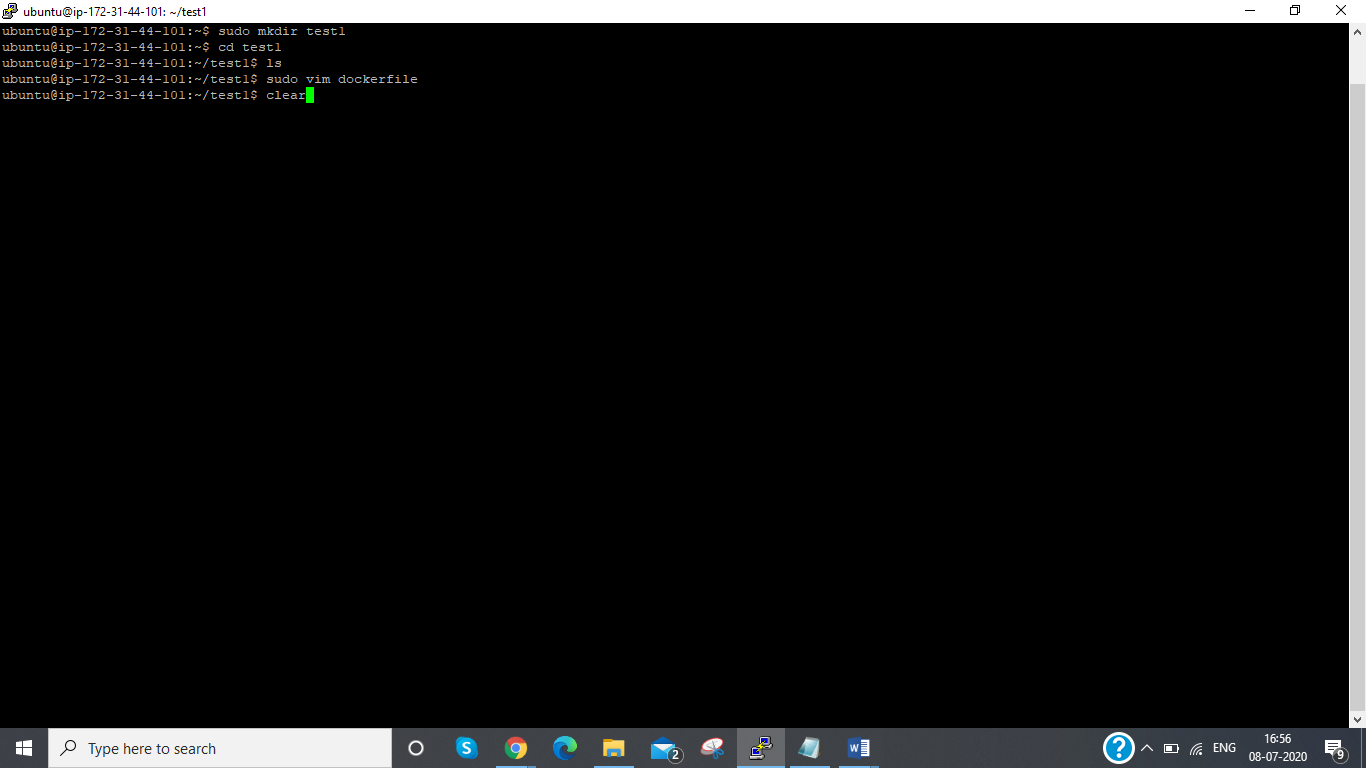 ubuntu@ip-172-31-44-101: ~/test1
ubuntu@ip-172-31-44-101:~$ sudo mkdir test1
ubuntu@ip-172-31-44-101:~$ cd test1
ubuntu@ip-172-31-44-101:~/test1$ ls
ubuntu@ip-172-31-44-101:~/test1$ sudo vim dockerfile
ubuntu@ip-172-31-44-101:~/test1$ clear
Type here to search
2
ENG
16:56
08-07-2020
9